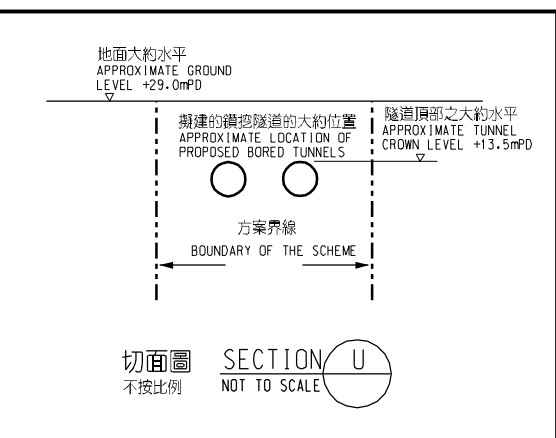 地面大約水平
APPROXIMATE GROUND
LEVEL +29.0mPD
擬建的鑽挖隧道的大約位置
APPROXIMATE LOCATION OF
PROPOSED BORED TUNNELS
隧道頂部之大約水平
APPROXIMATE TUNNEL
CROWN LEVEL +13.5mPD
方案界線
BOUNDARY OF THE SCHEME
切面圖
不按比例
SECTION U
NOT TO SCALE